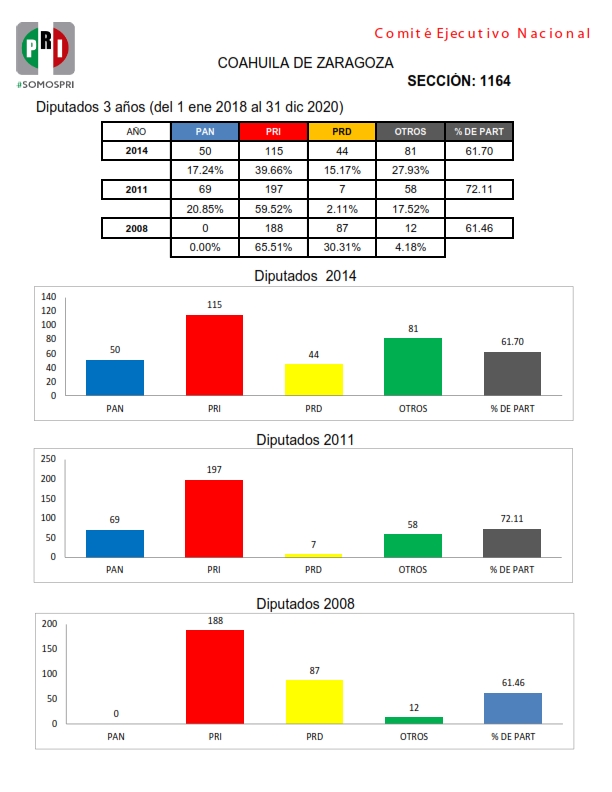 Comité Ejecutivo Nacional
PRI
#SOMOSPRI
COAHUILA DE ZARAGOZA
SECCIÓN: 1164
Diputados 3 años (del 1 ene 2018 al 31 dic 2020)
AÑO PAN PRI PRD OTROS % DE PART
2014 50 115 44 81 61.70
17.24% 39.66% 15.17% 27.93%
2011 69 197 7 58 72.11
20.85% 59.52% 2.11% 17.52%
2008 0 188 87 12 61.46
0.00% 65.51% 30.31% 4.18%
Diputados 2014
140
120
100
80
60
40
20
0
50 115 44 81 61.70
PAN PRI PRD OTROS % DE PART
Diputados 2011
250
200
150
100
50
0
69 197 7 58 72.11
PAN PRI PRD OTROS % DE PART
Diputados 2008
200
150
100
50
0
0 188 87 12 61.46
PAN PRI PRD OTROS % DE PART